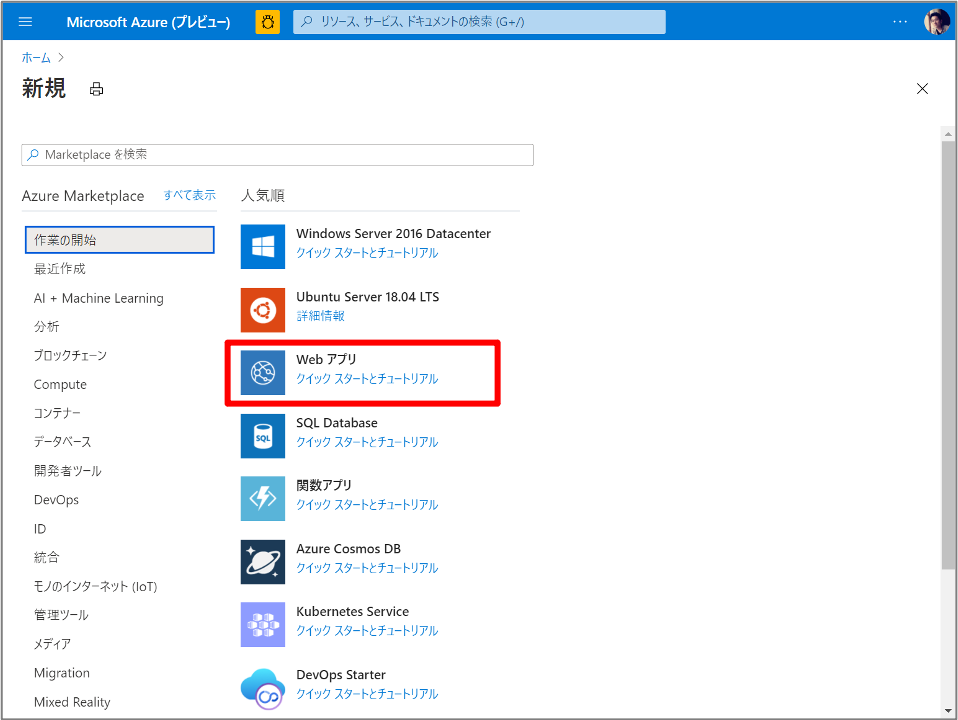 Microsoft Azure (プレビュー)
リソース、サービス、ドキュメントの検索 (G+/)
ホーム
新規
Marketplace を検索
Azure Marketplace すべて表示
作業の開始
最近作成
AI + Machine Learning
分析
ブロックチェーン
Compute
コンテナー
データベース
開発者ツール
DevOps
ID
統合
モノのインターネット (IoT)
管理ツール
メディア
Migration
Mixed Reality
人気順
Windows Server 2016 Datacenter
クイック スタートとチュートリアル
Ubuntu Server 18.04 LTS
詳細情報
Web アプリ
クイック スタートとチュートリアル
SQL
SQL Database
クイック スタートとチュートリアル
関数アプリ
クイック スタートとチュートリアル
Azure Cosmos DB
クイック スタートとチュートリアル
Kubernetes Service
クイック スタートとチュートリアル
DevOps Starter
クイック スタートとチュートリアル